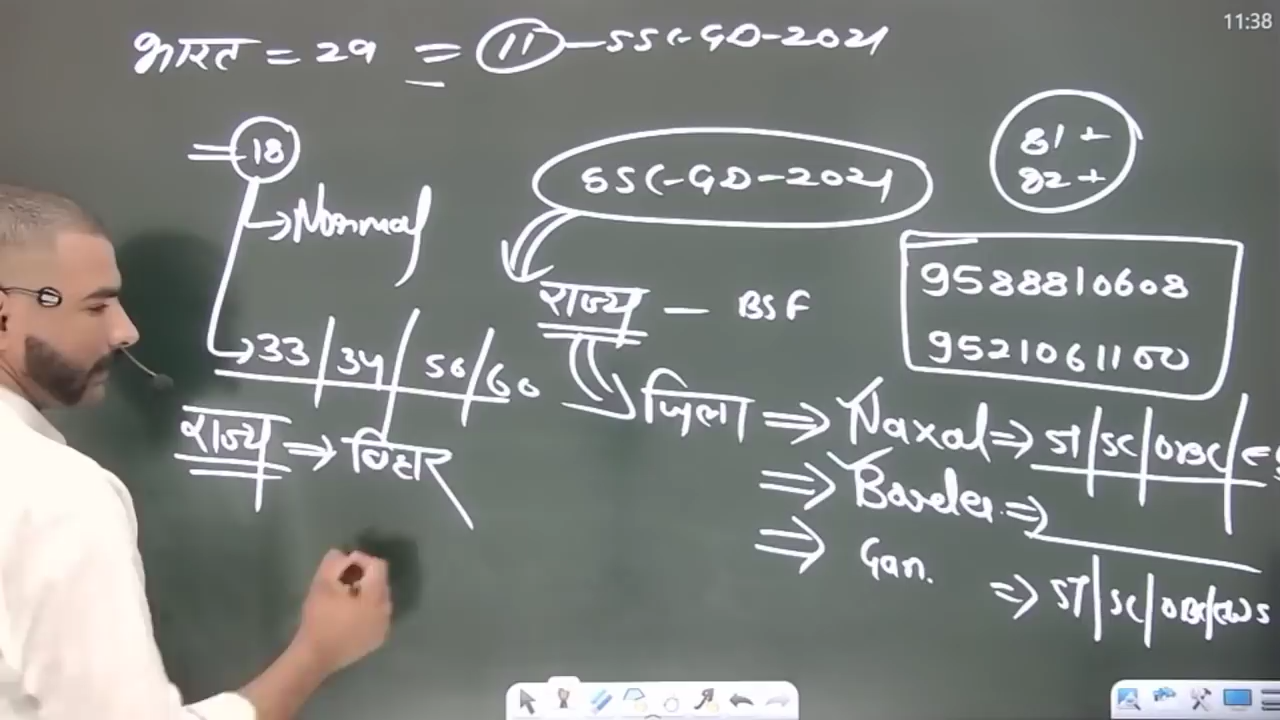 11:38
भारत = 29 = 11 - SSC-GD-2021
18
Normal
SSC-GD-2021
81 +
82 +
9588810608
9521061100
राज्य - BSF
33/34/56/60
जिला ⇒ Naxal ⇒ ST/SC/OBC/
राज्य ⇒ बिहार
⇒ Border ⇒
⇒ Gan.
⇒ ST/SC/OBC/EWS